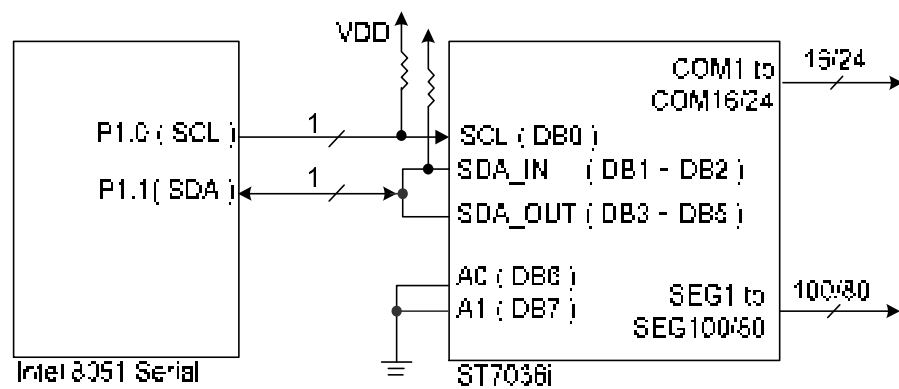 VDD
P1.0 ( SCL )
1
P1.1( SDA )
1
Intel 8051 Serial
COM1 to
COM16/24
16/24
SCL ( DB0 )
SDA_IN ( DB1 - DB2 )
SDA_OUT ( DB3 - DB5 )
A0 ( DB6 )
A1 ( DB7 )
SEG1 to
SEG100/80
100/80
ST7036i